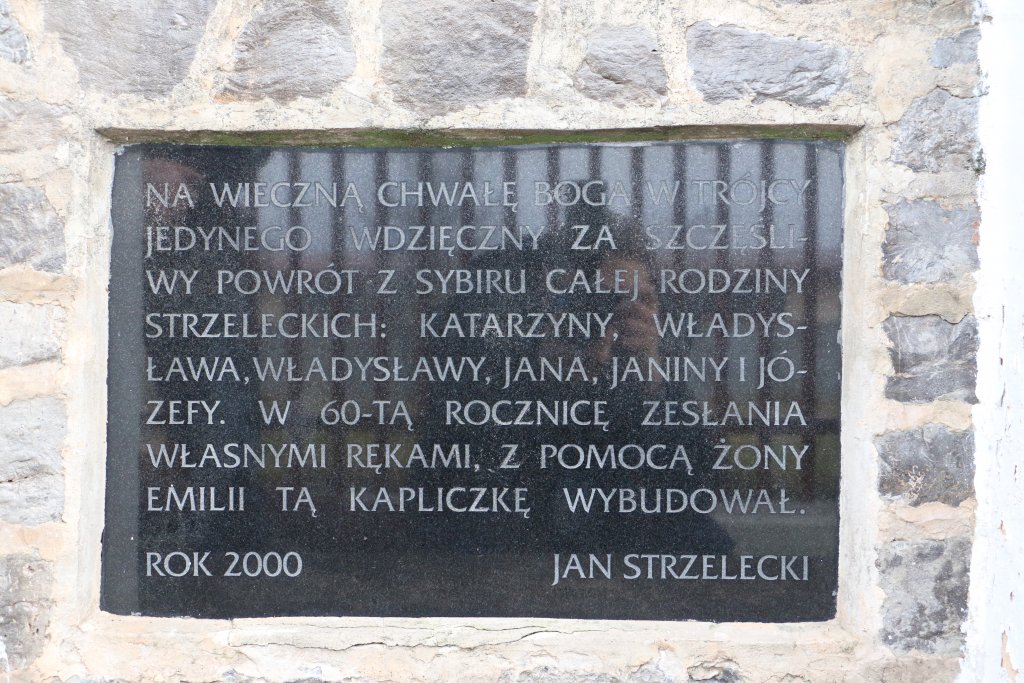 NA WIECZNĄ CHWAŁĘ BOGA W TRÓJCY
JEDYNEGO WDZIĘCZNY ZA SZCZĘŚLI-
WY POWRÓT Z SYBIRU CAŁEJ RODZINY
STRZELECKICH: KATARZYNY, WŁADYS-
ŁAWA, WŁADYSŁAWY, JANA, JANINY I JÓ-
ZEFY. W 60-TĄ ROCZNICĘ ZESŁANIA
WŁASNYMI RĘKAMI, Z POMOCĄ ŻONY
EMILII TĄ KAPLICZKĘ WYBUDOWAŁ.
ROK 2000 JAN STRZELECKI